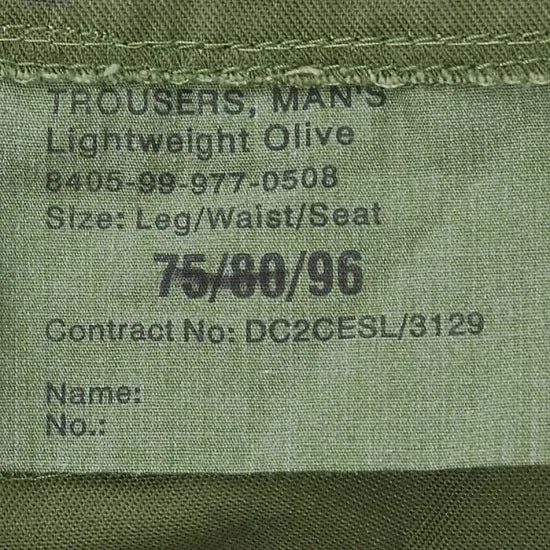 TROUSERS, MAN'S
Lightweight Olive
8405-99-977-0508
Size: Leg/Waist/Seat
75/80/96
Contract No: DC2CESL/3129
Name:
No.: